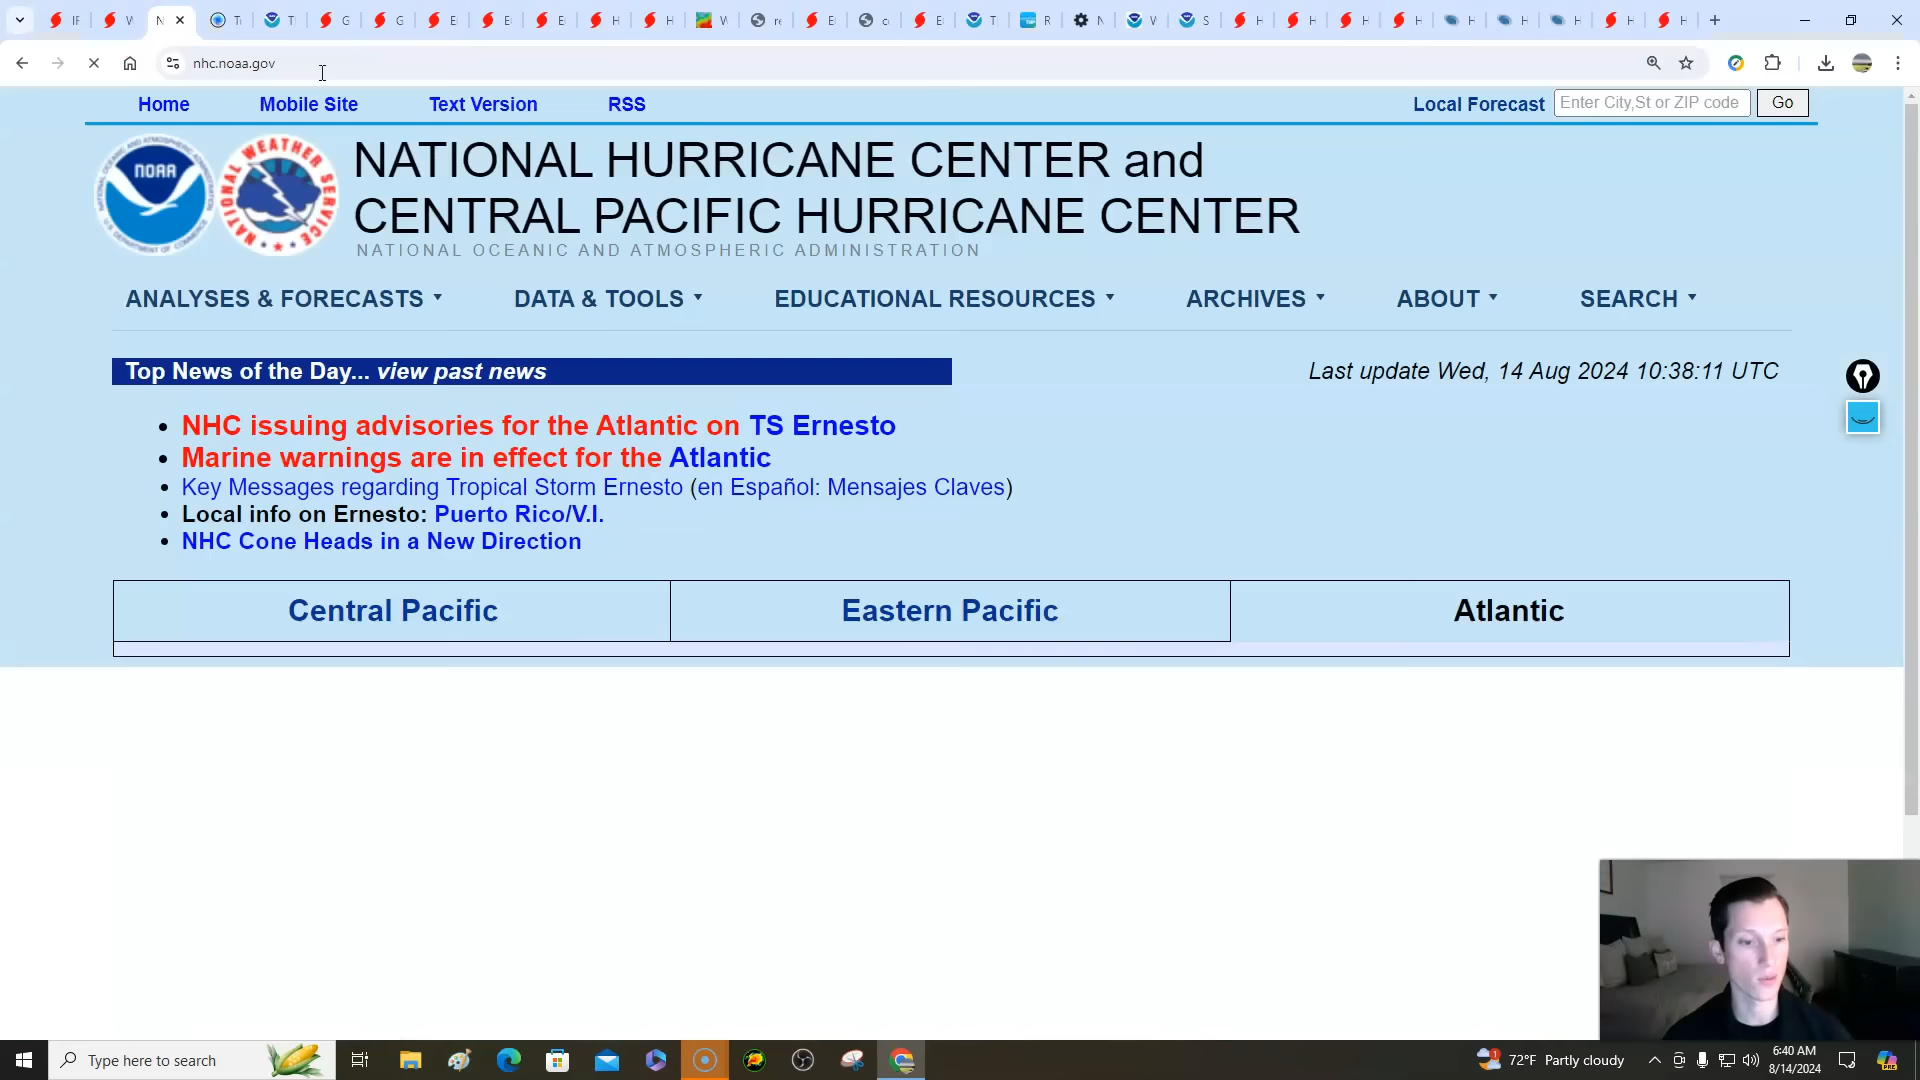 nhc.noaa.gov
Home Mobile Site Text Version RSS Local Forecast Enter City,St or ZIP code Go
NOAA
NATIONAL WEATHER SERVICE
NATIONAL HURRICANE CENTER and
CENTRAL PACIFIC HURRICANE CENTER
NATIONAL OCEANIC AND ATMOSPHERIC ADMINISTRATION
ANALYSES & FORECASTS DATA & TOOLS EDUCATIONAL RESOURCES ARCHIVES ABOUT SEARCH
Top News of the Day... view past news Last update Wed, 14 Aug 2024 10:38:11 UTC
• NHC issuing advisories for the Atlantic on TS Ernesto
• Marine warnings are in effect for the Atlantic
• Key Messages regarding Tropical Storm Ernesto (en Español: Mensajes Claves)
• Local info on Ernesto: Puerto Rico/V.I.
• NHC Cone Heads in a New Direction
Central Pacific Eastern Pacific Atlantic
Type here to search 72°F Partly cloudy 6:40 AM
8/14/2024